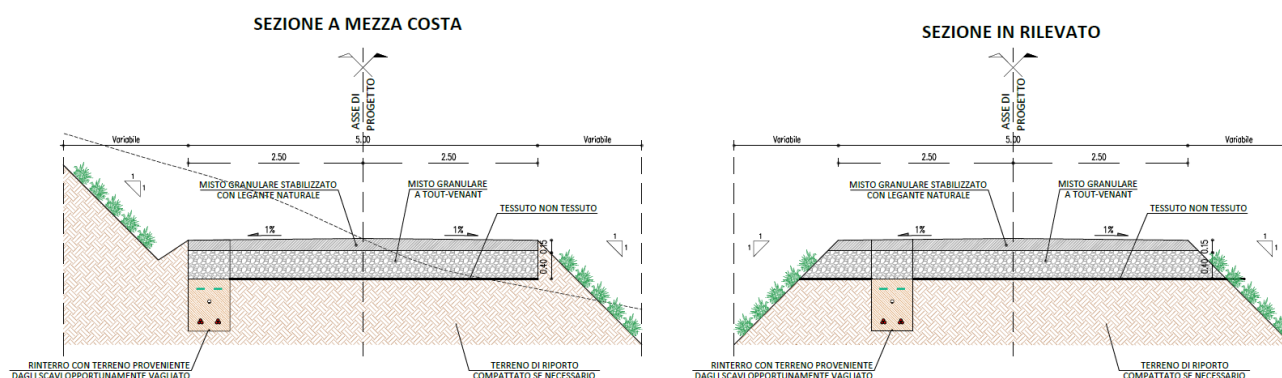 SEZIONE A MEZZA COSTA
ASSE DI
PROGETTO
Variabile
5.00
Variabile
2.50
2.50
MISTO GRANULARE STABILIZZATO
CON LEGANTE NATURALE
MISTO GRANULARE
A TOUT-VENANT
TESSUTO NON TESSUTO
1
1
1%
1%
1
1
0.15
0.40
RINTERRO CON TERRENO PROVENIENTE
DAGLI SCAVI OPPORTUNAMENTE VAGLIATO
TERRENO DI RIPORTO
COMPATTATO SE NECESSARIO
SEZIONE IN RILEVATO
ASSE DI
PROGETTO
Variabile
5.00
Variabile
2.50
2.50
MISTO GRANULARE STABILIZZATO
CON LEGANTE NATURALE
MISTO GRANULARE
A TOUT-VENANT
TESSUTO NON TESSUTO
1
1
1%
1%
1
1
0.15
0.40
RINTERRO CON TERRENO PROVENIENTE
DAGLI SCAVI OPPORTUNAMENTE VAGLIATO
TERRENO DI RIPORTO
COMPATTATO SE NECESSARIO